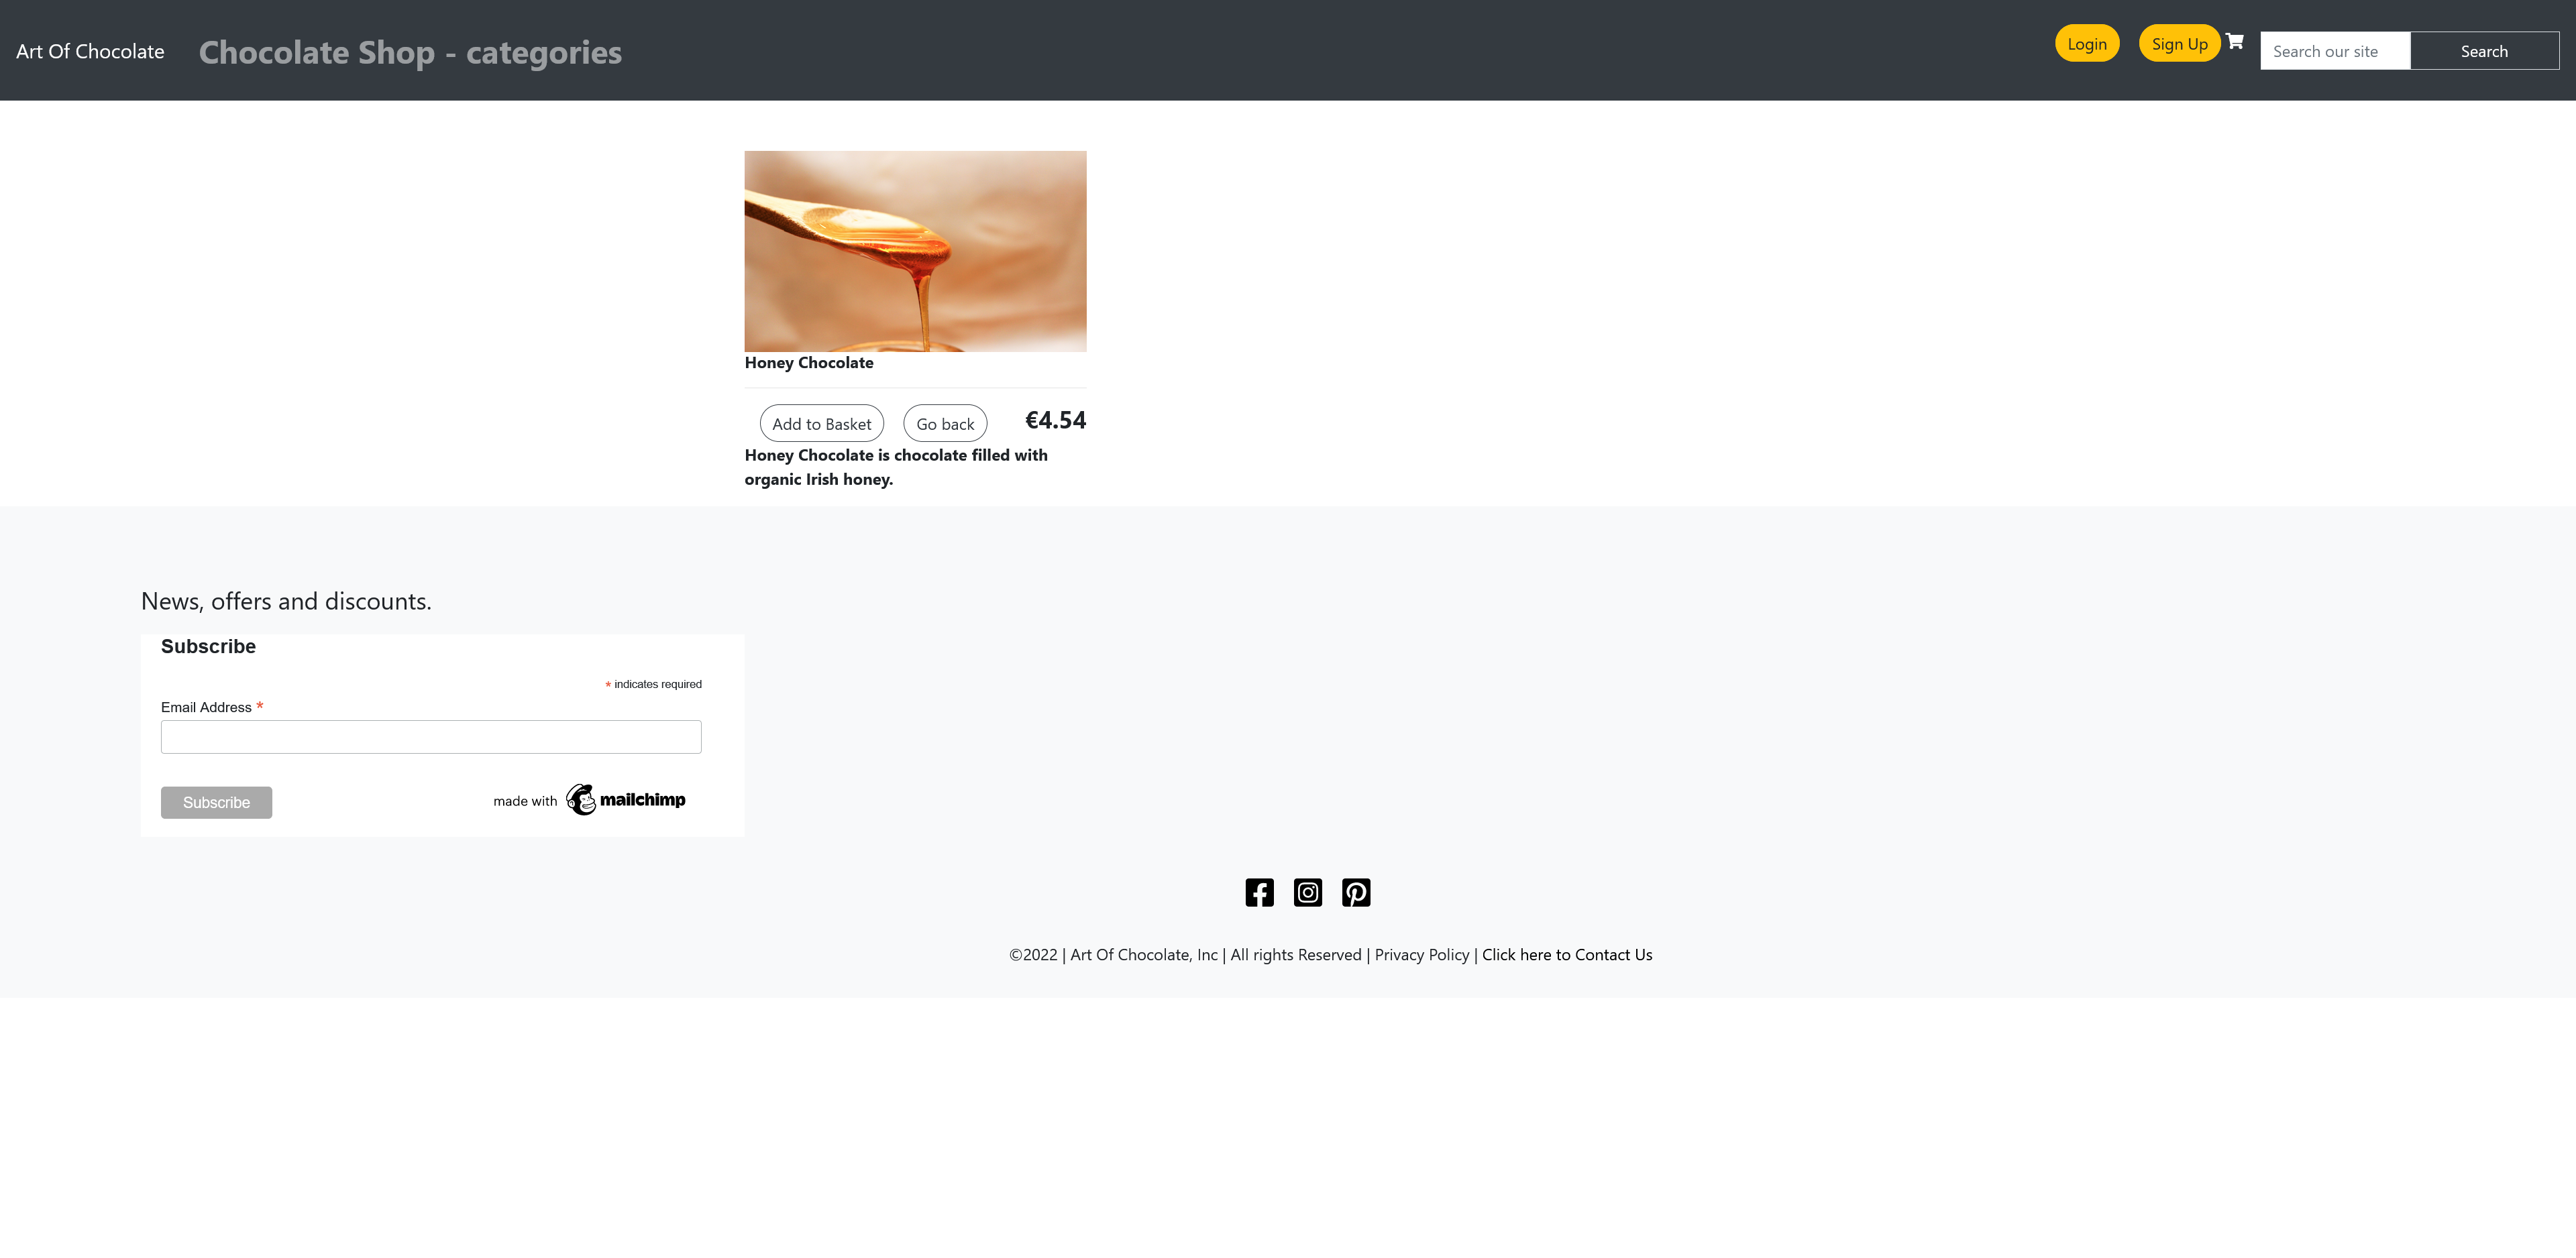 Art Of Chocolate
Chocolate Shop - categories
Login
Sign Up
Search our site
Search
Honey Chocolate
Add to Basket
Go back
€4.54
Honey Chocolate is chocolate filled with
organic Irish honey.
News, offers and discounts.
Subscribe
* indicates required
Email Address *
Subscribe
made with mailchimp
©2022 | Art Of Chocolate, Inc | All rights Reserved | Privacy Policy | Click here to Contact Us